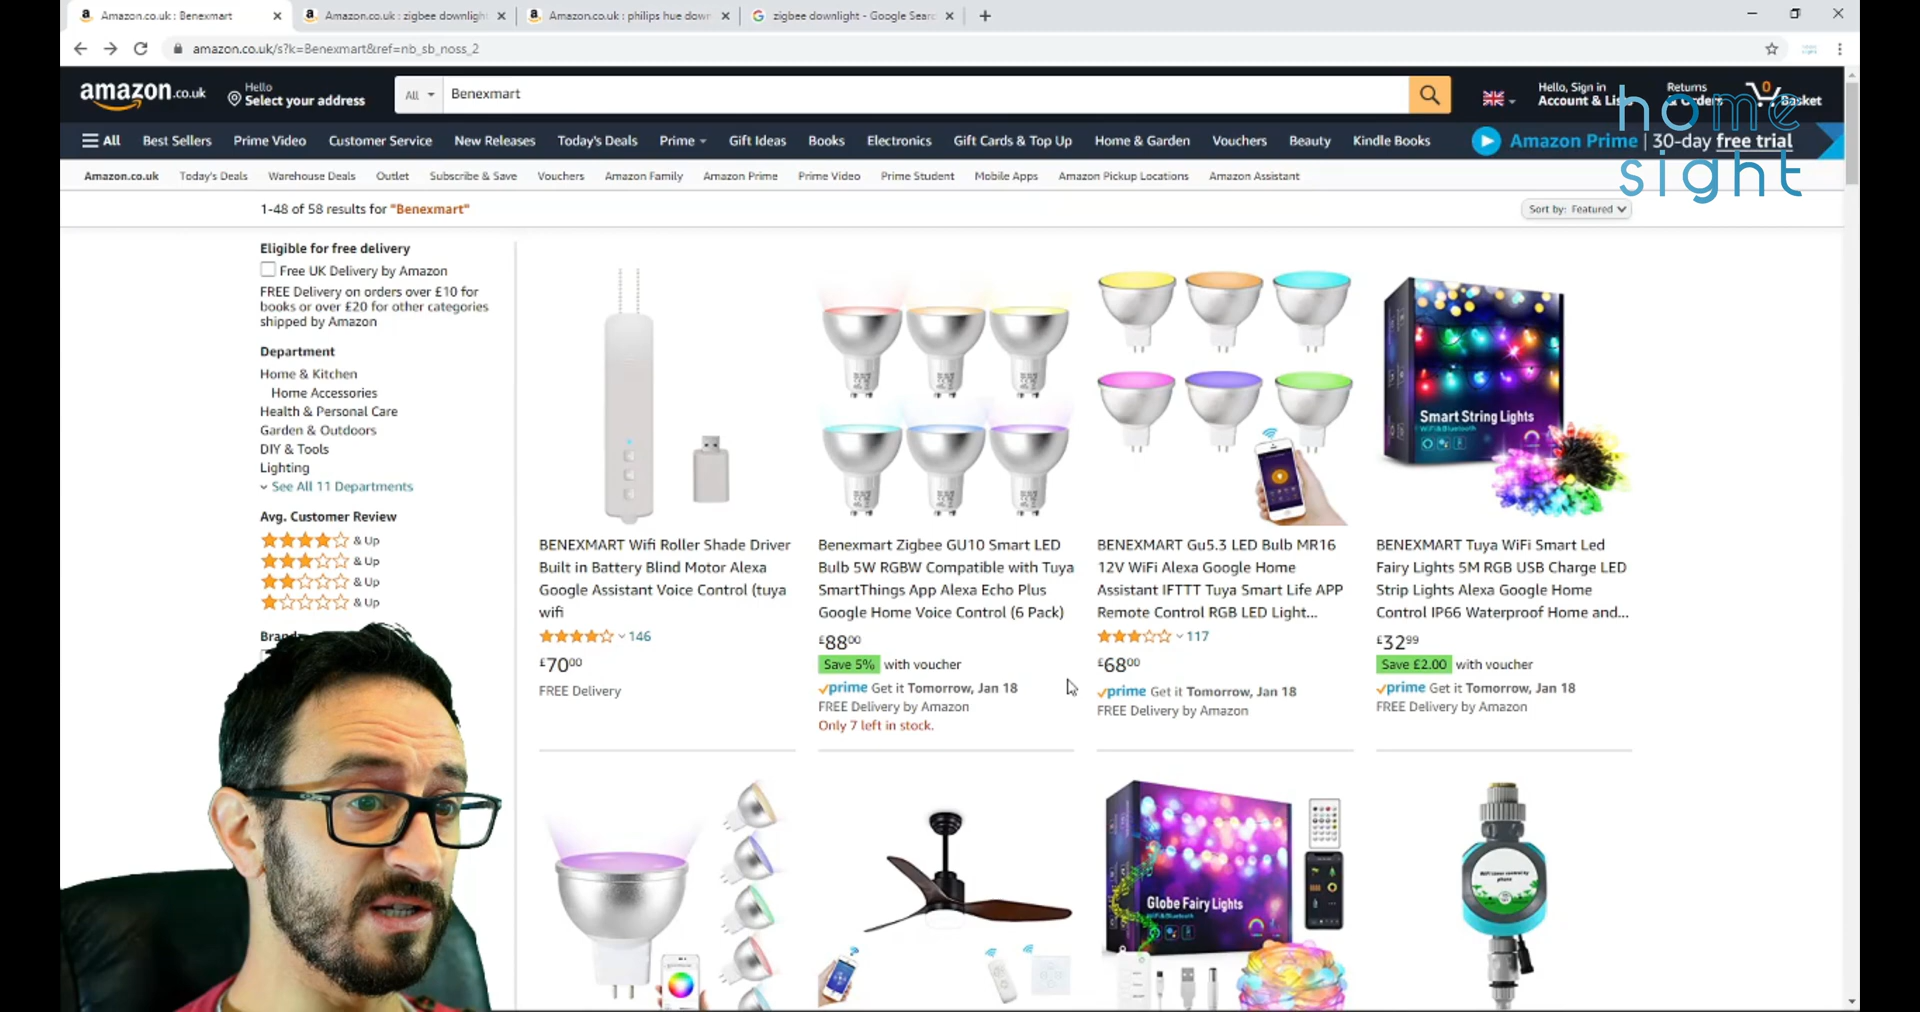 Amazon.co.uk : Benexmart
Amazon.co.uk : zigbee downlight
Amazon.co.uk : philips hue down
zigbee downlight - Google Sear
amazon.co.uk/s?k=Benexmart&ref=nb_sb_noss_2
amazon.co.uk
Hello
Select your address
All
Benexmart
Hello, Sign in
Account & Lis
Returns
& Orders
0
Basket
home
sight
All
Best Sellers
Prime Video
Customer Service
New Releases
Today's Deals
Prime
Gift Ideas
Books
Electronics
Gift Cards & Top Up
Home & Garden
Vouchers
Beauty
Kindle Books
Amazon Prime | 30-day free trial
Amazon.co.uk
Today's Deals
Warehouse Deals
Outlet
Subscribe & Save
Vouchers
Amazon Family
Amazon Prime
Prime Video
Prime Student
Mobile Apps
Amazon Pickup Locations
Amazon Assistant
1-48 of 58 results for "Benexmart"
Sort by: Featured
Eligible for free delivery
Free UK Delivery by Amazon
FREE Delivery on orders over £10 for
books or over £20 for other categories
shipped by Amazon
Department
Home & Kitchen
Home Accessories
Health & Personal Care
Garden & Outdoors
DIY & Tools
Lighting
See All 11 Departments
Avg. Customer Review
& Up
& Up
& Up
& Up
Brand
BENEXMART Wifi Roller Shade Driver
Built in Battery Blind Motor Alexa
Google Assistant Voice Control (tuya
wifi
146
£7000
FREE Delivery
Benexmart Zigbee GU10 Smart LED
Bulb 5W RGBW Compatible with Tuya
SmartThings App Alexa Echo Plus
Google Home Voice Control (6 Pack)
£8800
Save 5% with voucher
prime Get it Tomorrow, Jan 18
FREE Delivery by Amazon
Only 7 left in stock.
BENEXMART Gu5.3 LED Bulb MR16
12V WiFi Alexa Google Home
Assistant IFTTT Tuya Smart Life APP
Remote Control RGB LED Light...
117
£6800
prime Get it Tomorrow, Jan 18
FREE Delivery by Amazon
Smart String Lights
WiFi & Bluetooth
BENEXMART Tuya WiFi Smart Led
Fairy Lights 5M RGB USB Charge LED
Strip Lights Alexa Google Home
Control IP66 Waterproof Home and...
£3299
Save £2.00 with voucher
prime Get it Tomorrow, Jan 18
FREE Delivery by Amazon
Globe Fairy Lights
WiFi & Bluetooth